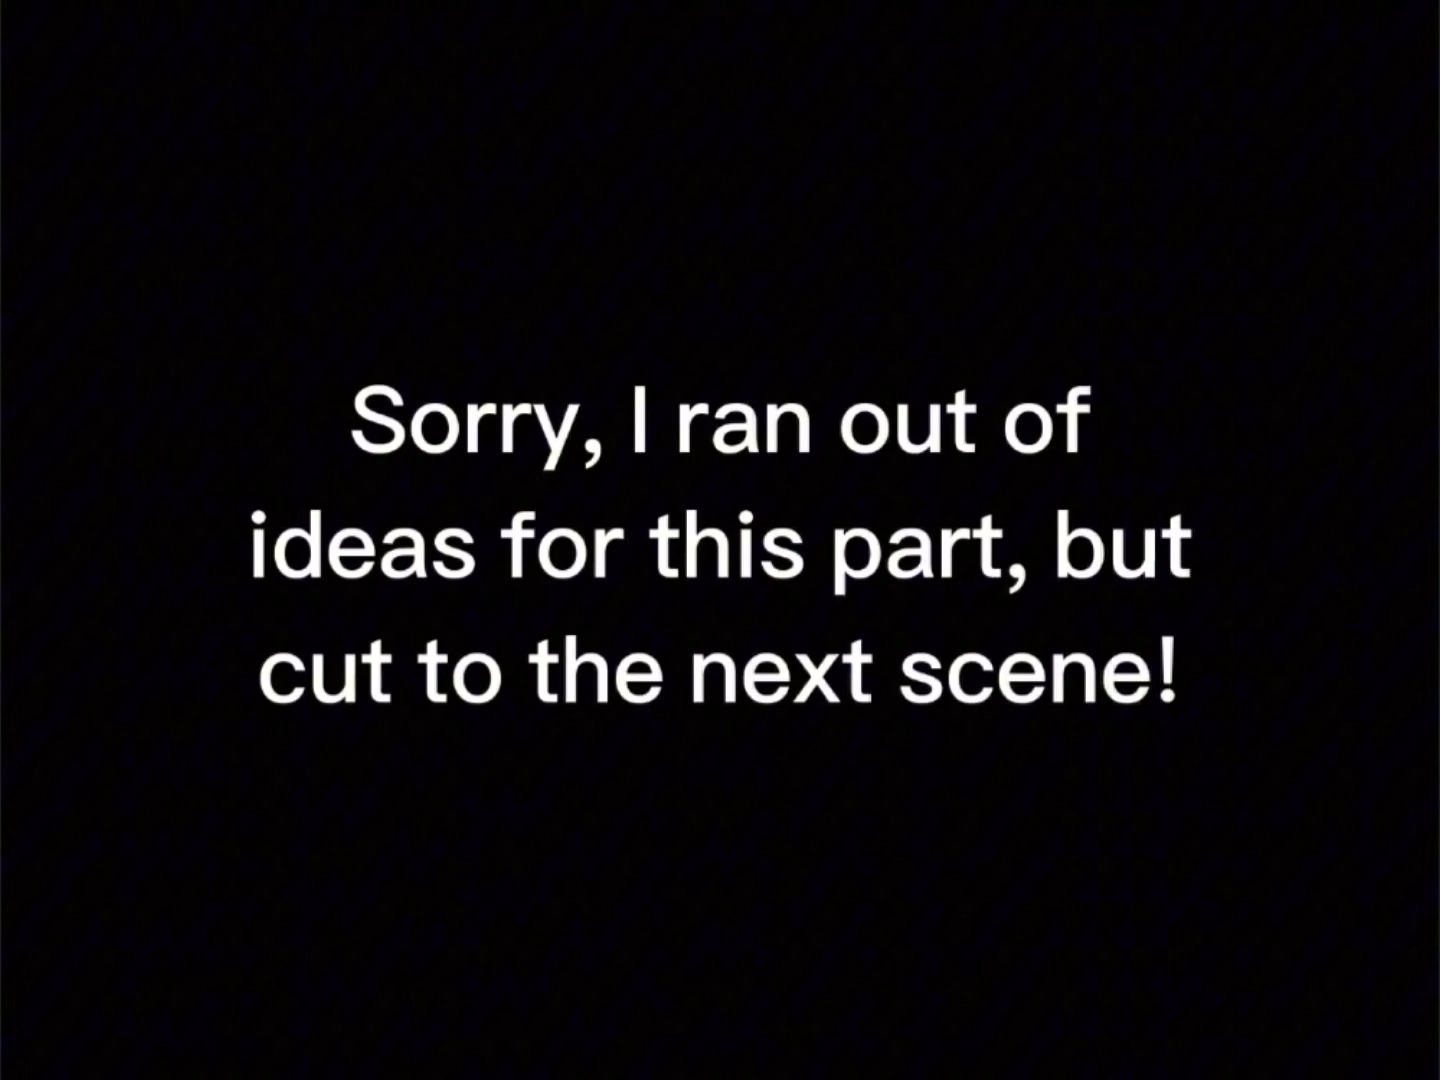 Sorry, I ran out of
ideas for this part, but
cut to the next scene!